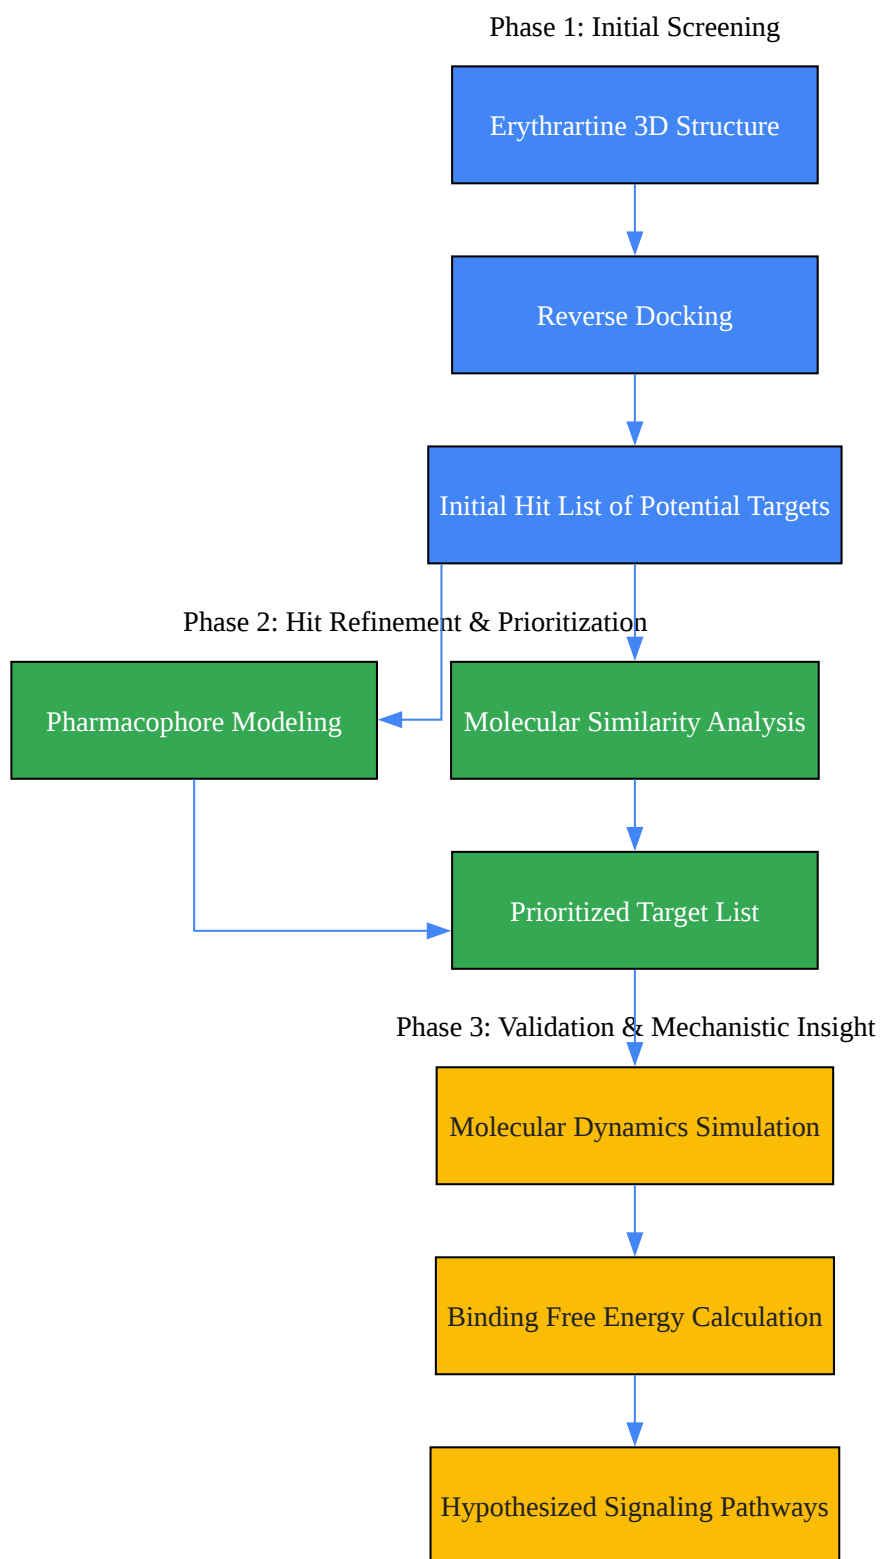 Phase 1: Initial Screening
Erythrartine 3D Structure
Reverse Docking
Initial Hit List of Potential Targets
Phase 2: Hit Refinement & Prioritization
Pharmacophore Modeling
Molecular Similarity Analysis
Prioritized Target List
Phase 3: Validation & Mechanistic Insight
Molecular Dynamics Simulation
Binding Free Energy Calculation
Hypothesized Signaling Pathways